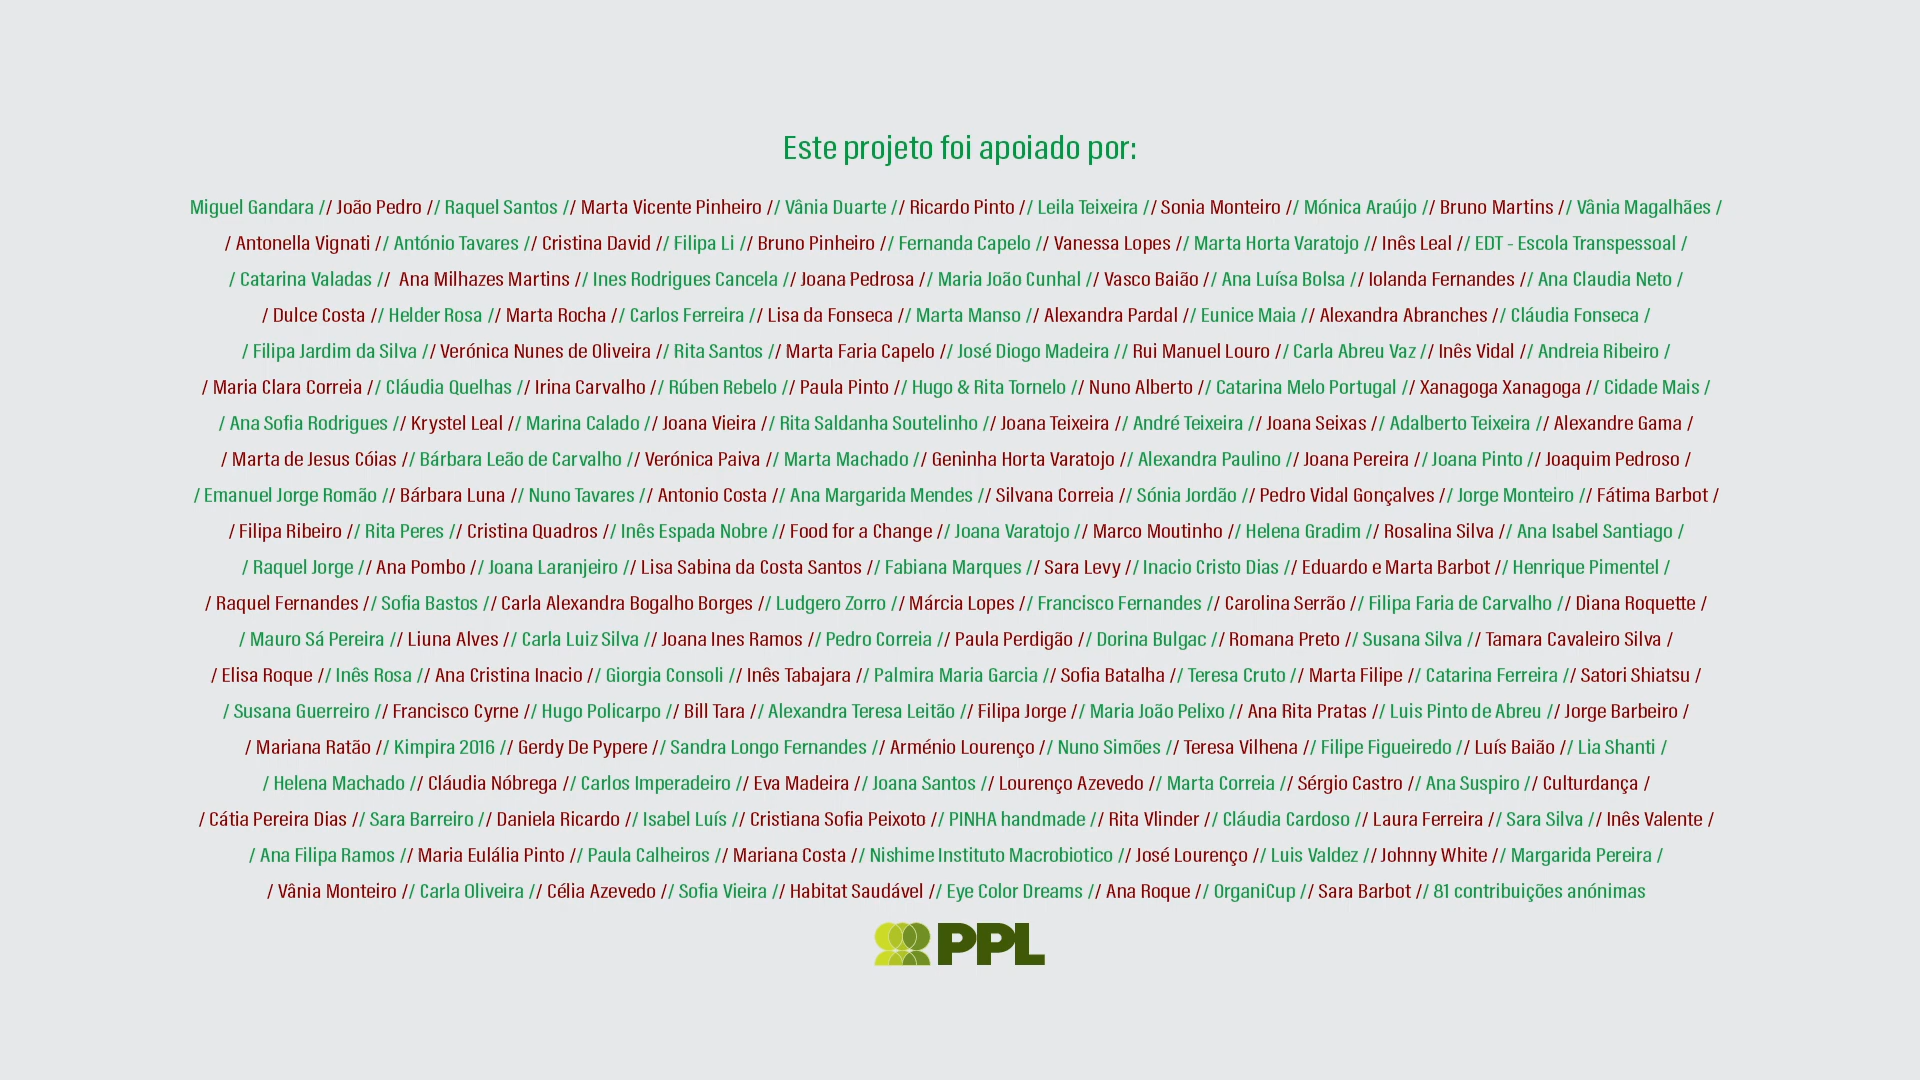 Este projeto foi apoiado por:
Miguel Gandara // João Pedro // Raquel Santos // Marta Vicente Pinheiro // Vânia Duarte // Ricardo Pinto // Leila Teixeira // Sonia Monteiro // Mónica Araújo // Bruno Martins // Vânia Magalhães /
/ Antonella Vignati // António Tavares // Cristina David // Filipa Li // Bruno Pinheiro // Fernanda Capelo // Vanessa Lopes // Marta Horta Varatojo // Inês Leal // EDT - Escola Transpessoal /
/ Catarina Valadas // Ana Milhazes Martins // Ines Rodrigues Cancela // Joana Pedrosa // Maria João Cunhal // Vasco Baião // Ana Luísa Bolsa // Iolanda Fernandes // Ana Claudia Neto /
/ Dulce Costa // Helder Rosa // Marta Rocha // Carlos Ferreira // Lisa da Fonseca // Marta Manso // Alexandra Pardal // Eunice Maia // Alexandra Abranches // Cláudia Fonseca /
/ Filipa Jardim da Silva // Verónica Nunes de Oliveira // Rita Santos // Marta Faria Capelo // José Diogo Madeira // Rui Manuel Louro // Carla Abreu Vaz // Inês Vidal // Andreia Ribeiro /
/ Maria Clara Correia // Cláudia Quelhas // Irina Carvalho // Rúben Rebelo // Paula Pinto // Hugo & Rita Tornelo // Nuno Alberto // Catarina Melo Portugal // Xanagoga Xanagoga // Cidade Mais /
/ Ana Sofia Rodrigues // Krystel Leal // Marina Calado // Joana Vieira // Rita Saldanha Soutelinho // Joana Teixeira // André Teixeira // Joana Seixas // Adalberto Teixeira // Alexandre Gama /
/ Marta de Jesus Cóias // Bárbara Leão de Carvalho // Verónica Paiva // Marta Machado // Geninha Horta Varatojo // Alexandra Paulino // Joana Pereira // Joana Pinto // Joaquim Pedroso /
/ Emanuel Jorge Romão // Bárbara Luna // Nuno Tavares // Antonio Costa // Ana Margarida Mendes // Silvana Correia // Sónia Jordão // Pedro Vidal Gonçalves // Jorge Monteiro // Fátima Barbot /
/ Filipa Ribeiro // Rita Peres // Cristina Quadros // Inês Espada Nobre // Food for a Change // Joana Varatojo // Marco Moutinho // Helena Gradim // Rosalina Silva // Ana Isabel Santiago /
/ Raquel Jorge // Ana Pombo // Joana Laranjeiro // Lisa Sabina da Costa Santos // Fabiana Marques // Sara Levy // Inacio Cristo Dias // Eduardo e Marta Barbot // Henrique Pimentel /
/ Raquel Fernandes // Sofia Bastos // Carla Alexandra Bogalho Borges // Ludgero Zorro // Márcia Lopes // Francisco Fernandes // Carolina Serrão // Filipa Faria de Carvalho // Diana Roquette /
/ Mauro Sá Pereira // Liuna Alves // Carla Luiz Silva // Joana Ines Ramos // Pedro Correia // Paula Perdigão // Dorina Bulgac // Romana Preto // Susana Silva // Tamara Cavaleiro Silva /
/ Elisa Roque // Inês Rosa // Ana Cristina Inacio // Giorgia Consoli // Inês Tabajara // Palmira Maria Garcia // Sofia Batalha // Teresa Cruto // Marta Filipe // Catarina Ferreira // Satori Shiatsu /
/ Susana Guerreiro // Francisco Cyrne // Hugo Policarpo // Bill Tara // Alexandra Teresa Leitão // Filipa Jorge // Maria João Pelixo // Ana Rita Pratas // Luis Pinto de Abreu // Jorge Barbeiro /
/ Mariana Ratão // Kimpira 2016 // Gerdy De Pypere // Sandra Longo Fernandes // Arménio Lourenço // Nuno Simões // Teresa Vilhena // Filipe Figueiredo // Luís Baião // Lia Shanti /
/ Helena Machado // Cláudia Nóbrega // Carlos Imperadeiro // Eva Madeira // Joana Santos // Lourenço Azevedo // Marta Correia // Sérgio Castro // Ana Suspiro // Culturdança /
/ Cátia Pereira Dias // Sara Barreiro // Daniela Ricardo // Isabel Luís // Cristiana Sofia Peixoto // PINHA handmade // Rita Vlinder // Cláudia Cardoso // Laura Ferreira // Sara Silva // Inês Valente /
/ Ana Filipa Ramos // Maria Eulália Pinto // Paula Calheiros // Mariana Costa // Nishime Instituto Macrobiotico // José Lourenço // Luis Valdez // Johnny White // Margarida Pereira /
/ Vânia Monteiro // Carla Oliveira // Célia Azevedo // Sofia Vieira // Habitat Saudável // Eye Color Dreams // Ana Roque // OrganiCup // Sara Barbot // 81 contribuições anónimas
PPL